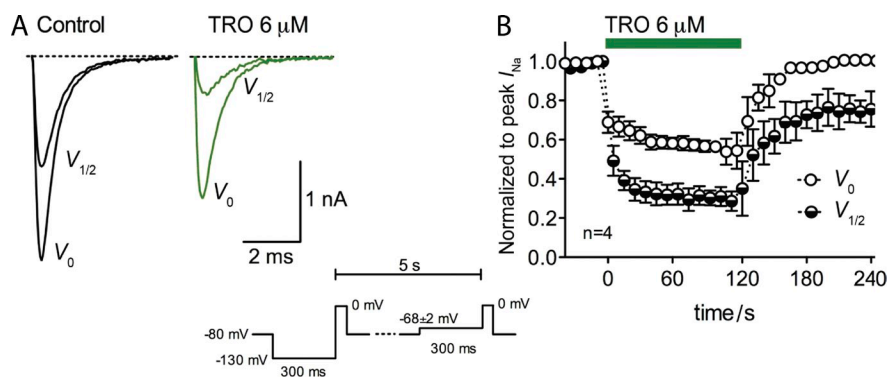 A
Control
TRO 6 μM
V1/2
V1/2
V0
V0
1 nA
2 ms
5 s
0 mV
0 mV
-68±2 mV
-80 mV
300 ms
-130 mV
300 ms
B
TRO 6 μM
Normalized to peak INa
1.0
0.8
0.6
0.4
0.2
0.0
V0
V1/2
n=4
0
60
120
180
240
time/s